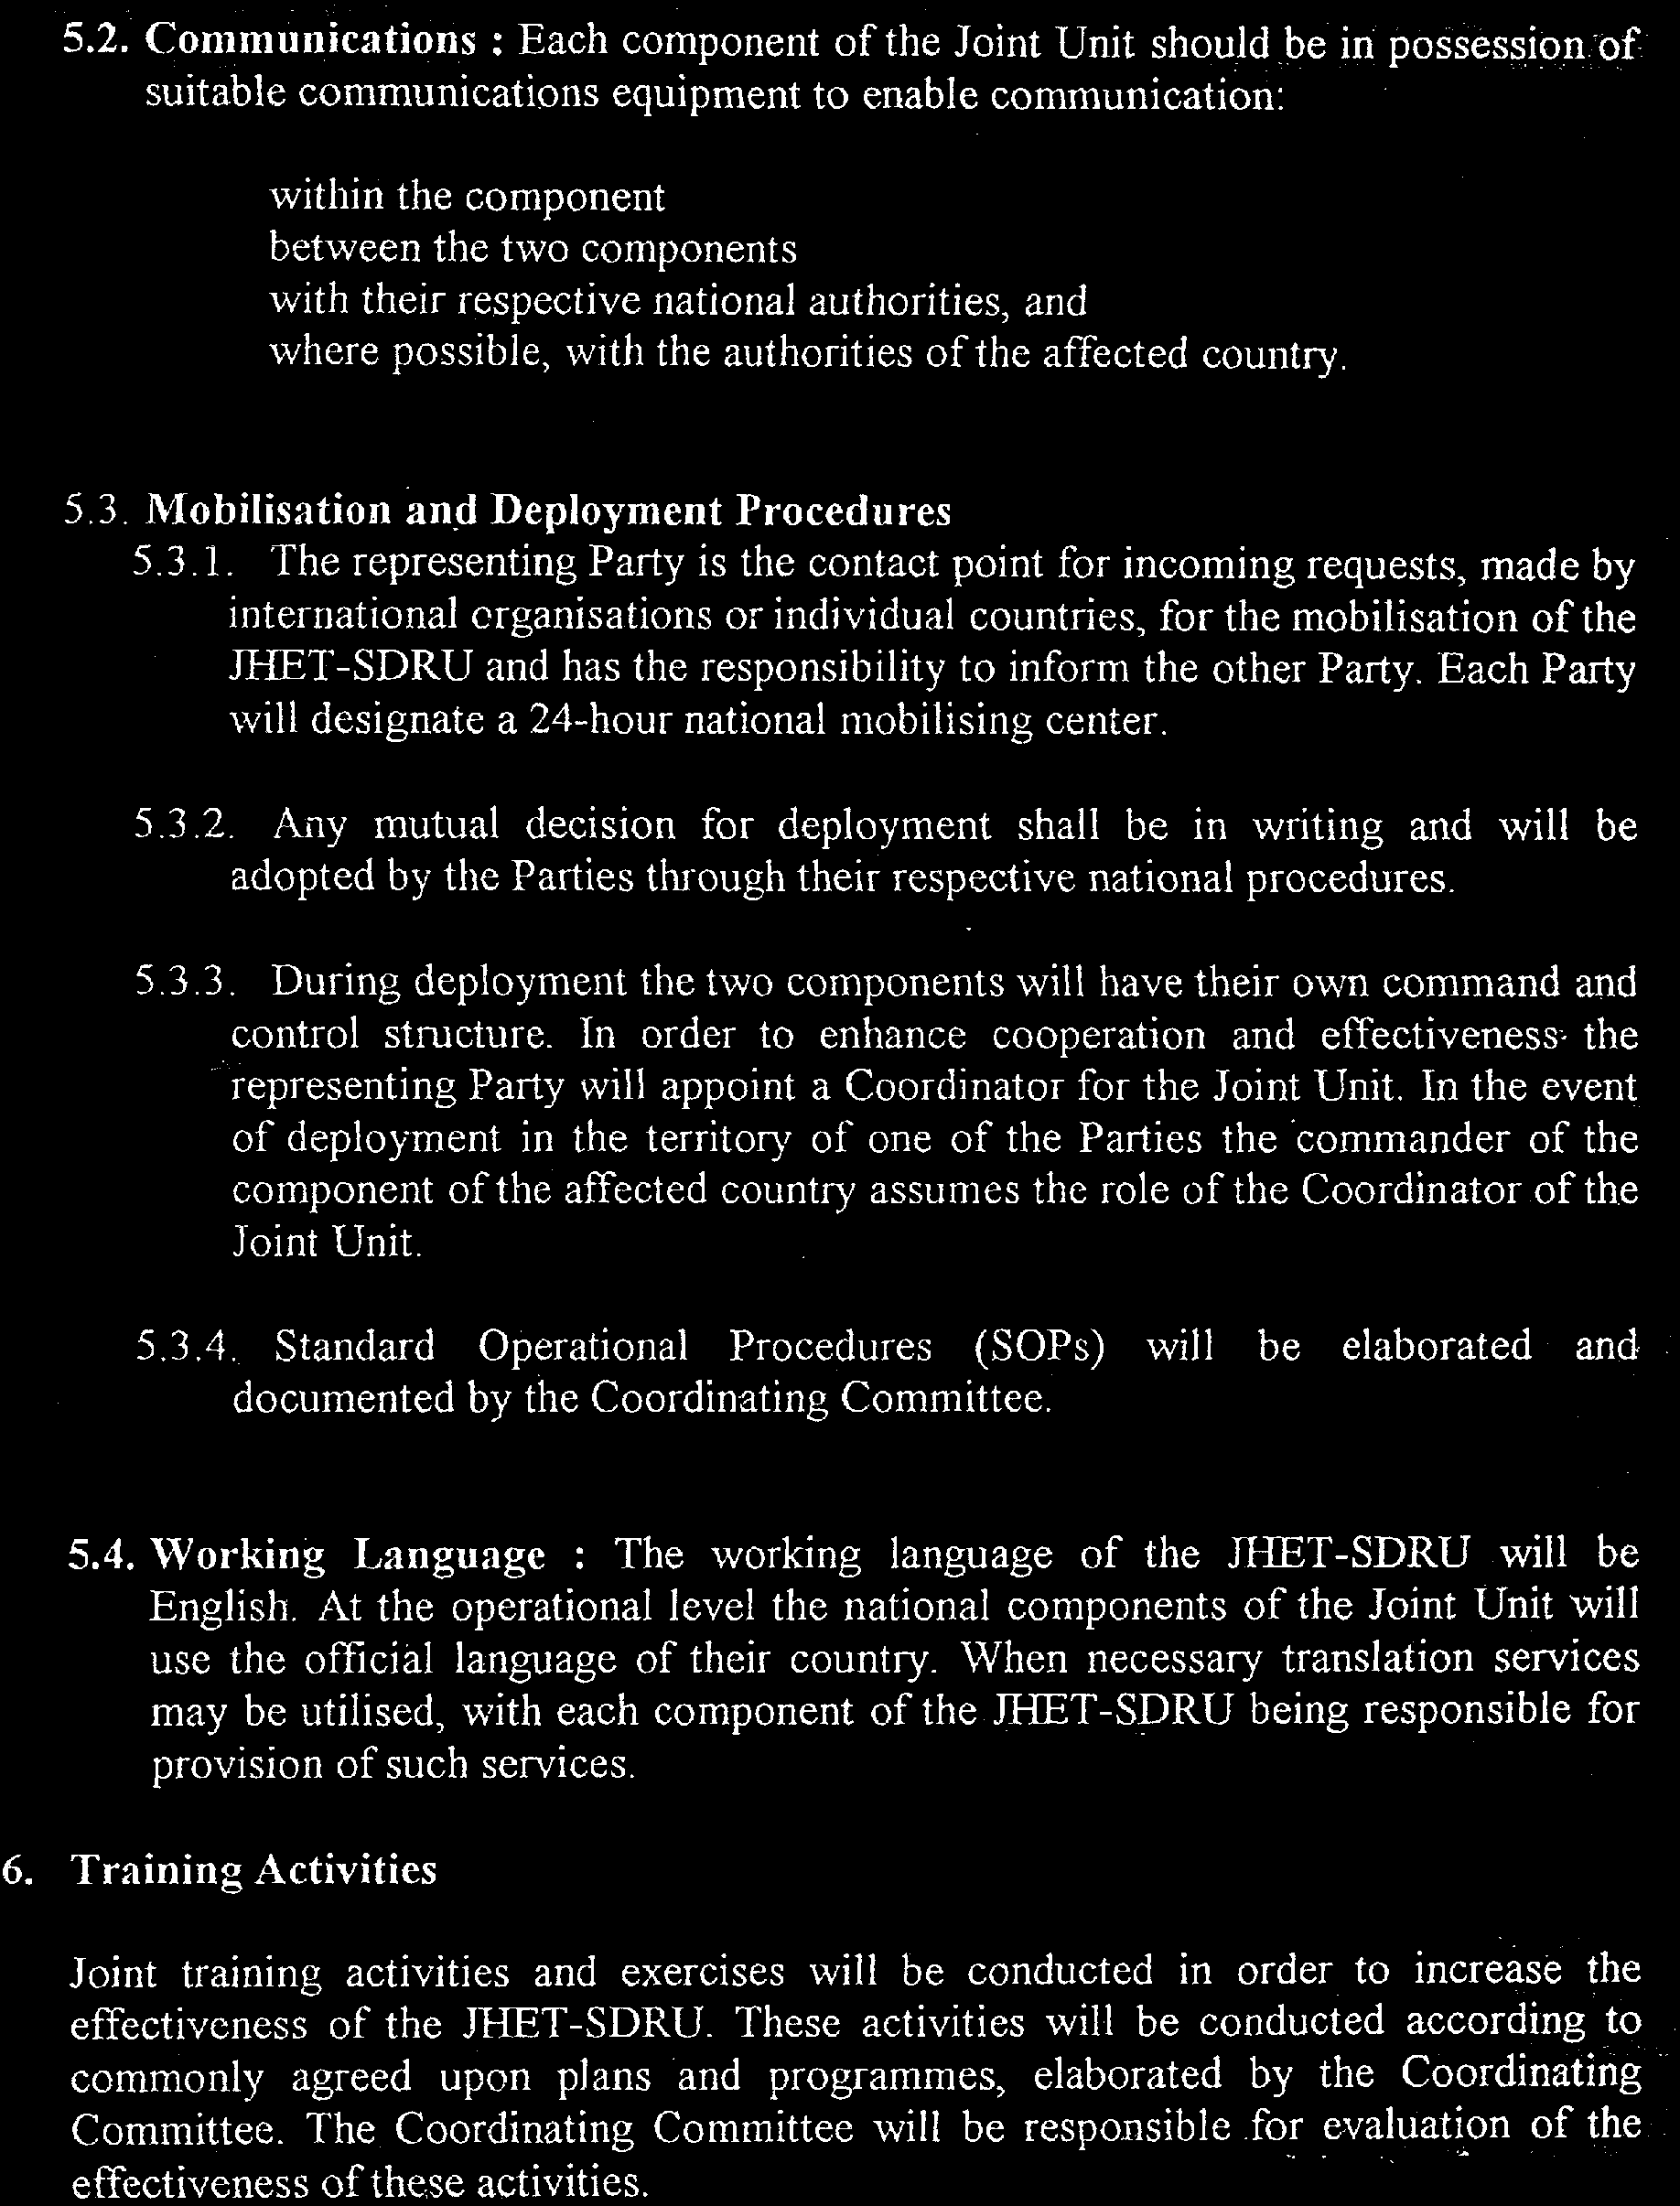 5.2. Communications : Each component of the Joint Unit should be in possession of
suitable communications equipment to enable communication:
within the component
between the two components
with their respective national authorities, and
where possible, with the authorities of the affected country.
5.3. Mobilisation and Deployment Procedures
5.3.1. The representing Party is the contact point for incoming requests, made by
international organisations or individual countries, for the mobilisation of the
JHET-SDRU and has the responsibility to inform the other Party. Each Party
will designate a 24-hour national mobilising center.
5.3.2. Any mutual decision for deployment shall be in writing and will be
adopted by the Parties through their respective national procedures.
5.3.3. During deployment the two components will have their own command and
control structure. In order to enhance cooperation and effectiveness the
representing Party will appoint a Coordinator for the Joint Unit. In the event
of deployment in the territory of one of the Parties the commander of the
component of the affected country assumes the role of the Coordinator of the
Joint Unit.
5.3.4. Standard Operational Procedures (SOPs) will be elaborated and
documented by the Coordinating Committee.
5.4. Working Language : The working language of the JHET-SDRU will be
English. At the operational level the national components of the Joint Unit will
use the official language of their country. When necessary translation services
may be utilised, with each component of the JHET-SDRU being responsible for
provision of such services.
6. Training Activities
Joint training activities and exercises will be conducted in order to increase the
effectiveness of the JHET-SDRU. These activities will be conducted according to
commonly agreed upon plans and programmes, elaborated by the Coordinating
Committee. The Coordinating Committee will be responsible for evaluation of the
effectiveness of these activities.